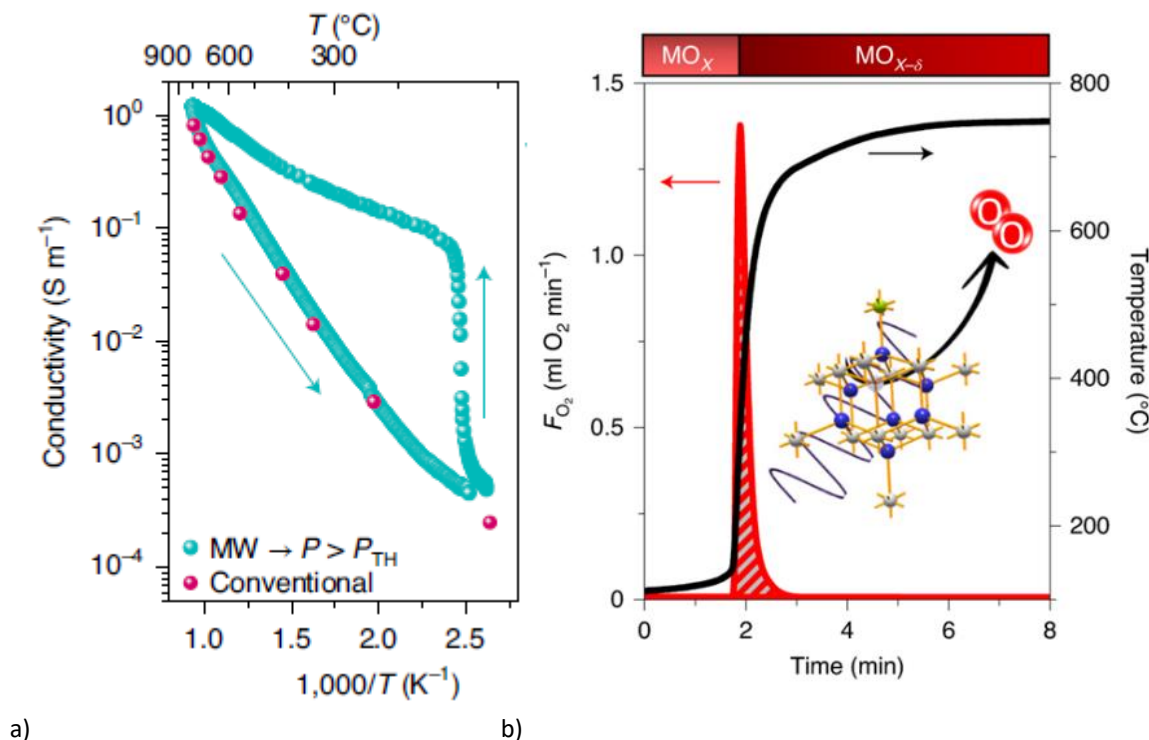 T (°C)
900 600 300
10⁰
10⁻¹
10⁻²
10⁻³
10⁻⁴
Conductivity (S m⁻¹)
MW → P > P_TH
Conventional
1.0 1.5 2.0 2.5
1,000/T (K⁻¹)
a)
MOₓ MOₓ₋δ
1.5
1.0
0.5
0
F_O₂ (ml O₂ min⁻¹)
800
600
400
200
Temperature (°C)
O
O
0 2 4 6 8
Time (min)
b)